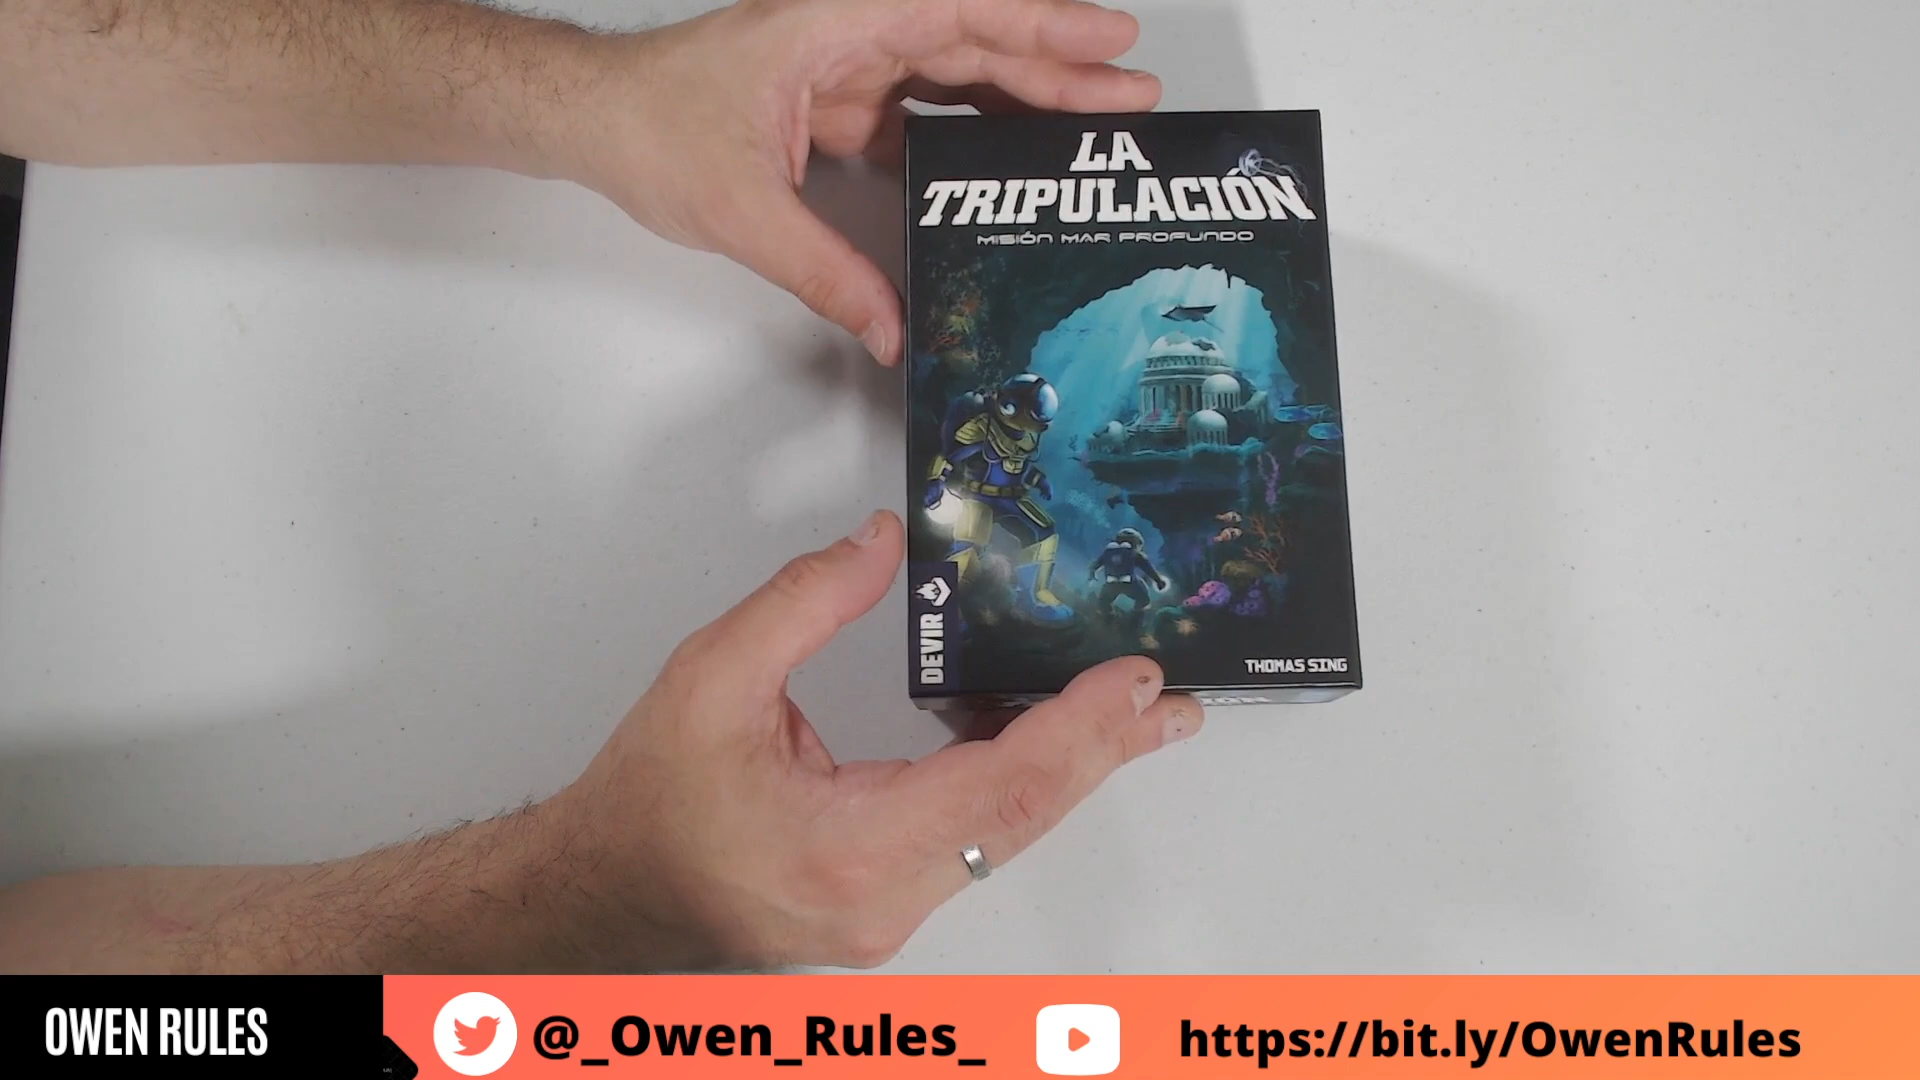 LA
TRIPULACIÓN
MISIÓN MAR PROFUNDO
DEVIR
THOMAS SING
OWEN RULES
@_Owen_Rules_
https://bit.ly/OwenRules